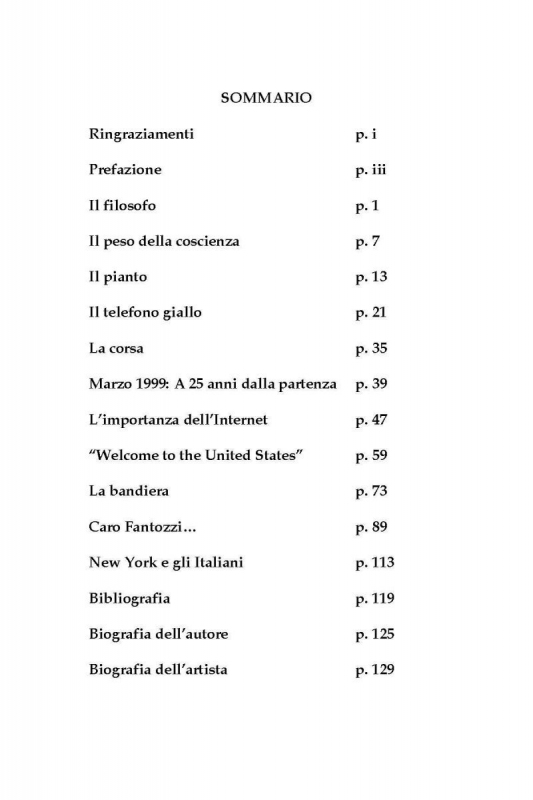 SOMMARIO
Ringraziamenti p. i
Prefazione p. iii
Il filosofo p. 1
Il peso della coscienza p. 7
Il pianto p. 13
Il telefono giallo p. 21
La corsa p. 35
Marzo 1999: A 25 anni dalla partenza p. 39
L’importanza dell’Internet p. 47
“Welcome to the United States” p. 59
La bandiera p. 73
Caro Fantozzi… p. 89
New York e gli Italiani p. 113
Bibliografia p. 119
Biografia dell’autore p. 125
Biografia dell’artista p. 129